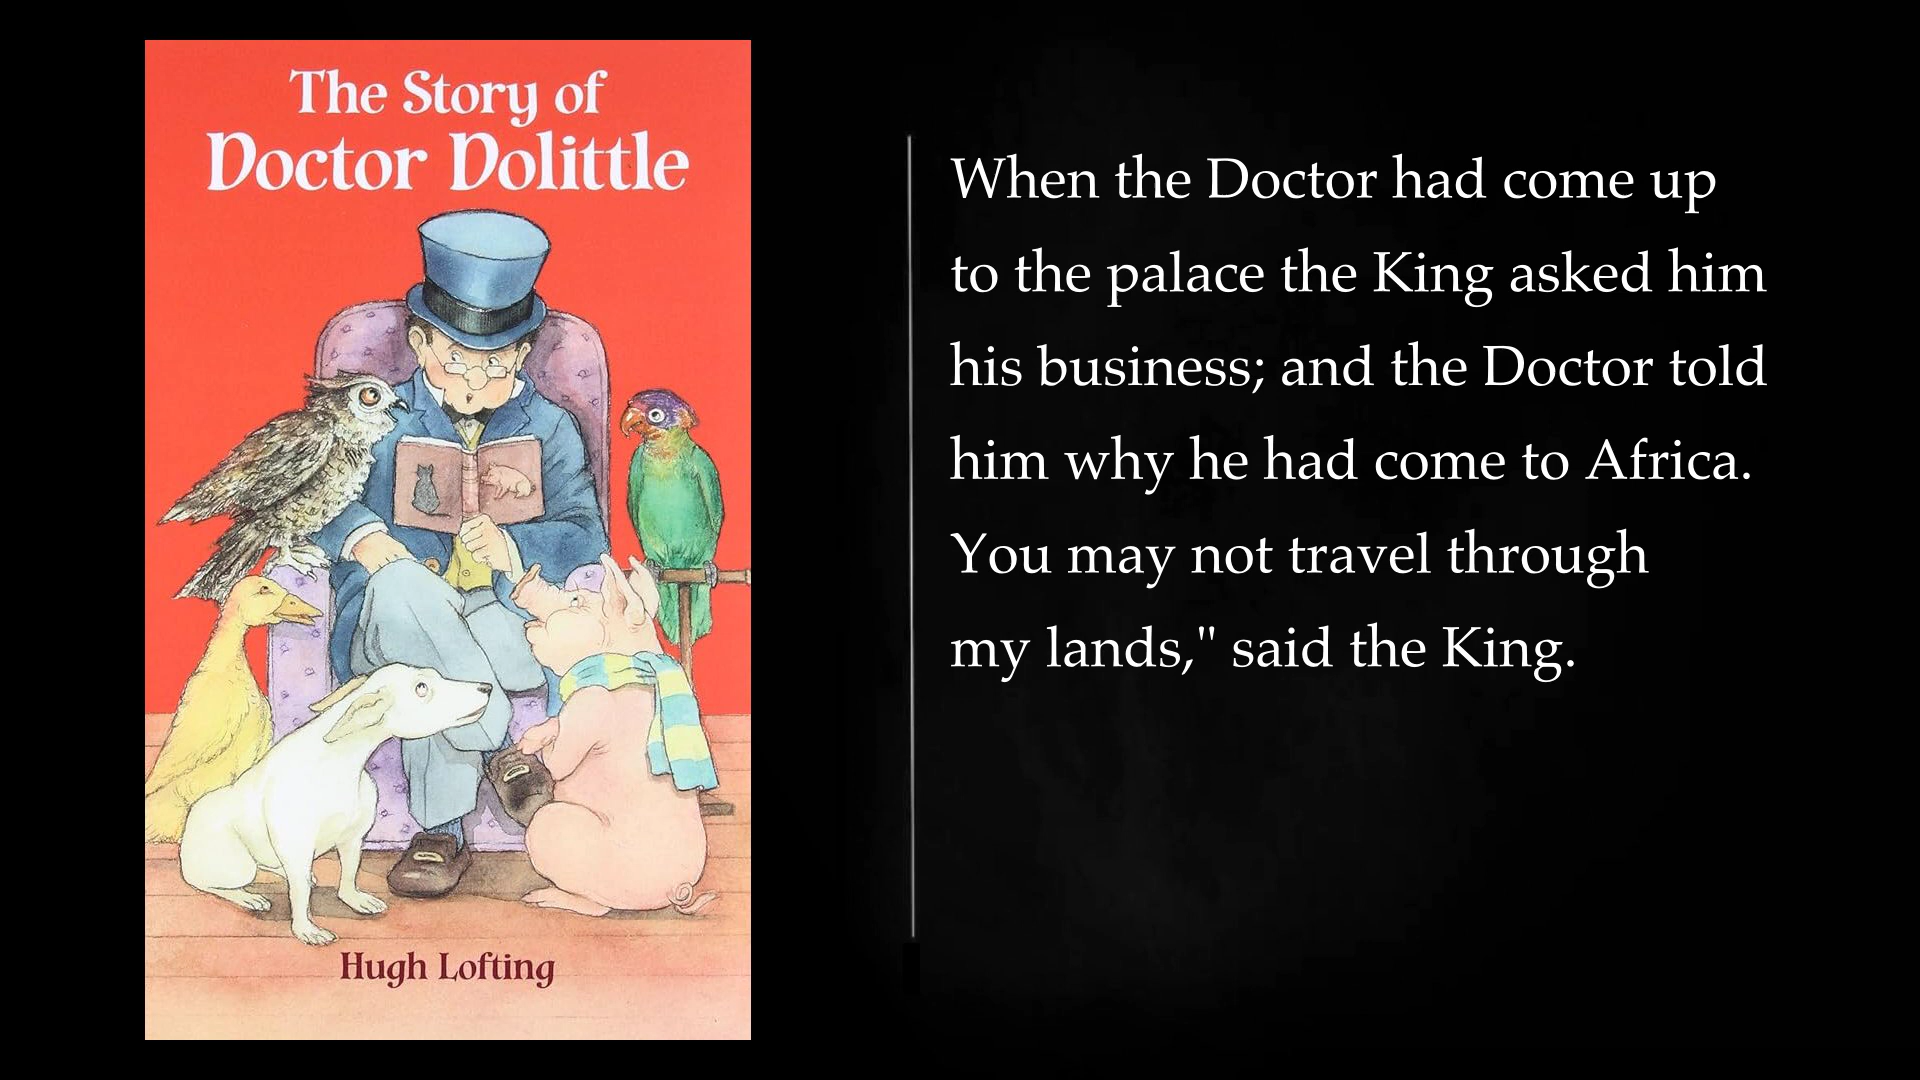 The Story of
Doctor Dolittle
Hugh Lofting
When the Doctor had come up
to the palace the King asked him
his business; and the Doctor told
him why he had come to Africa.
You may not travel through
my lands," said the King.